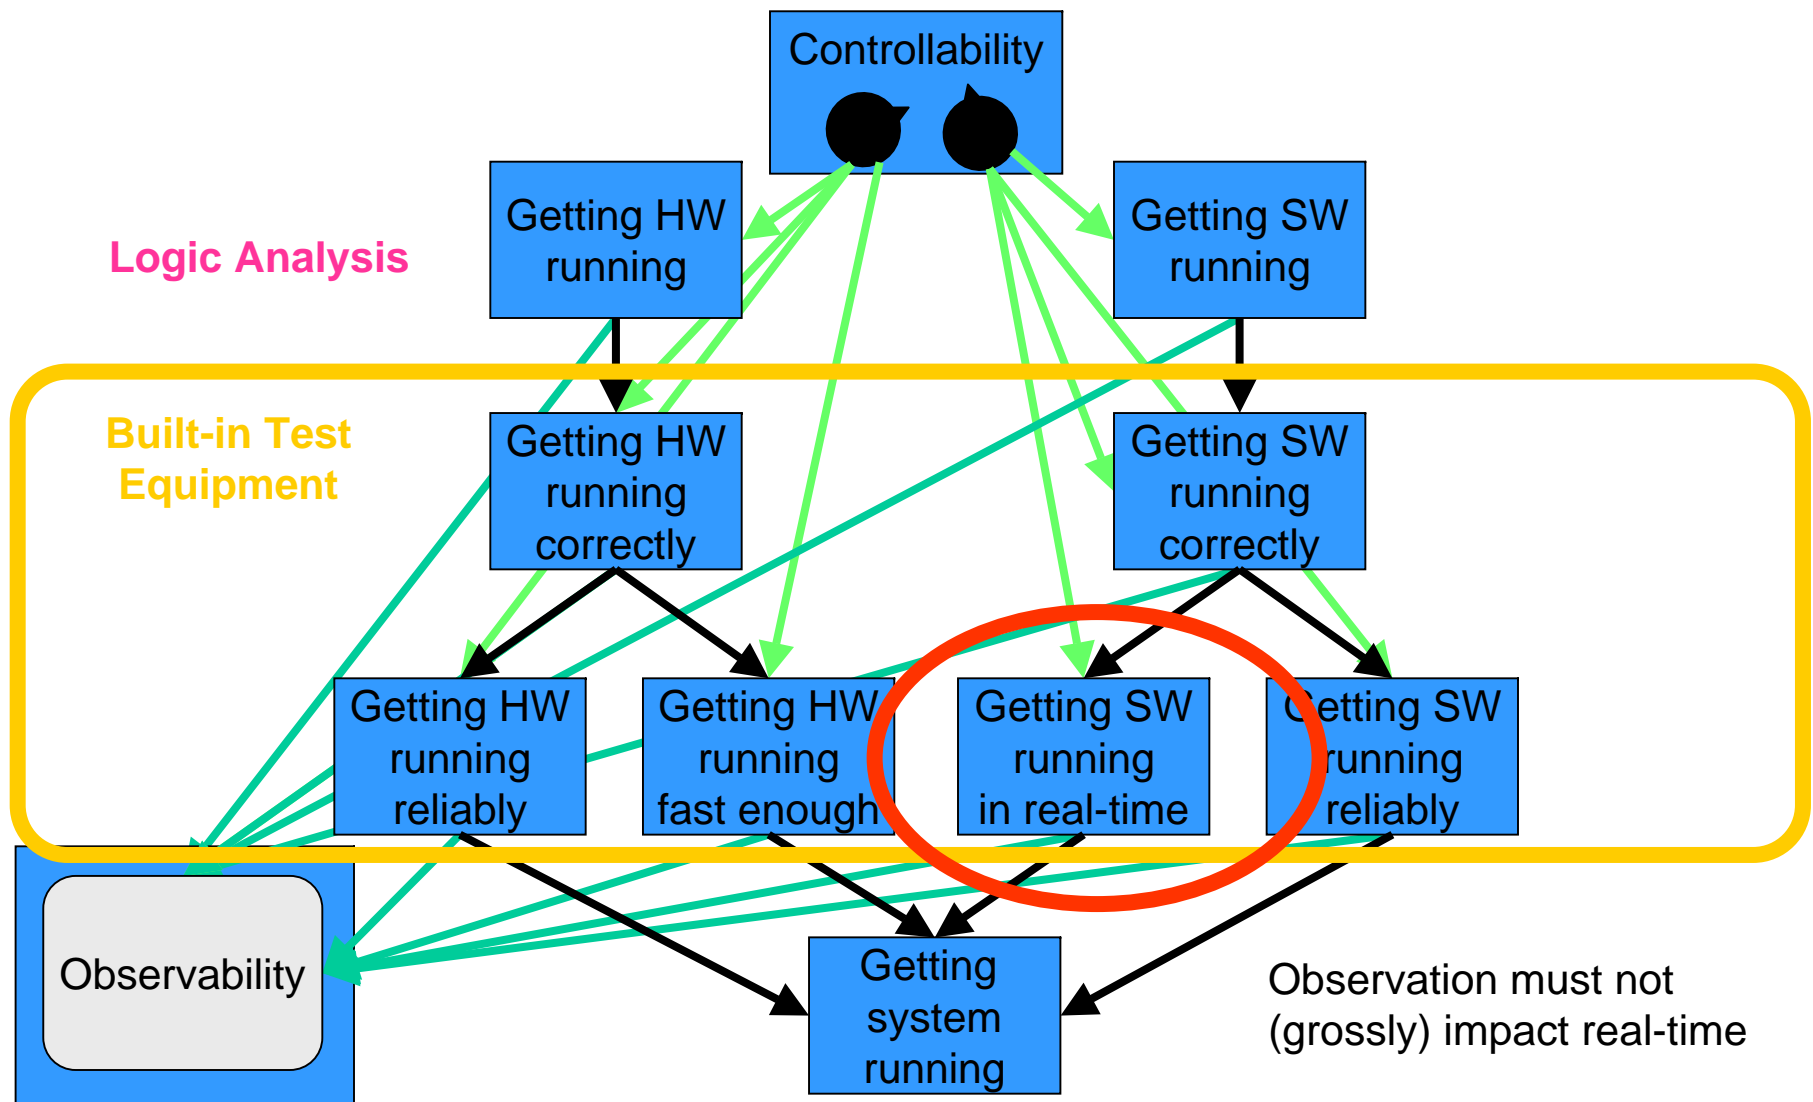 Controllability
Getting HW
running
Getting SW
running
Logic Analysis
Built-in Test
Equipment
Getting HW
running
correctly
Getting SW
running
correctly
Getting HW
running
reliably
Getting HW
running
fast enough
Getting SW
running
in real-time
Getting SW
running
reliably
Observability
Getting
system
running
Observation must not
(grossly) impact real-time